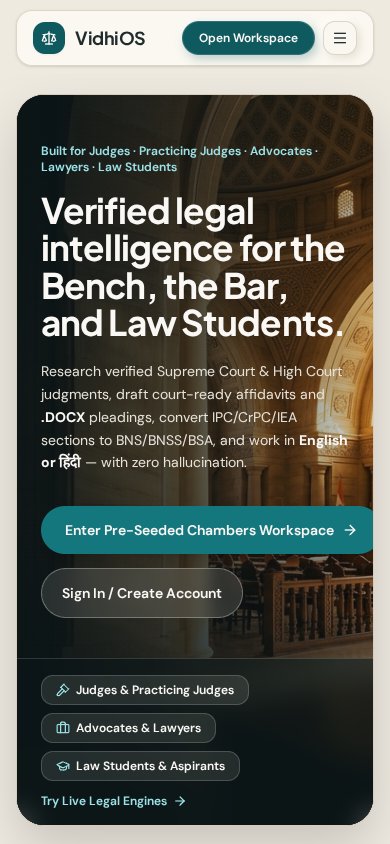 VidhiOS
Open Workspace
Built for Judges · Practicing Judges · Advocates ·
Lawyers · Law Students
Verified legal
intelligence for the
Bench, the Bar,
and Law Students.
Research verified Supreme Court & High Court
judgments, draft court-ready affidavits and
.DOCX pleadings, convert IPC/CrPC/IEA
sections to BNS/BNSS/BSA, and work in English
or हिंदी — with zero hallucination.
Enter Pre-Seeded Chambers Workspace →
Sign In / Create Account
Judges & Practicing Judges
Advocates & Lawyers
Law Students & Aspirants
Try Live Legal Engines →